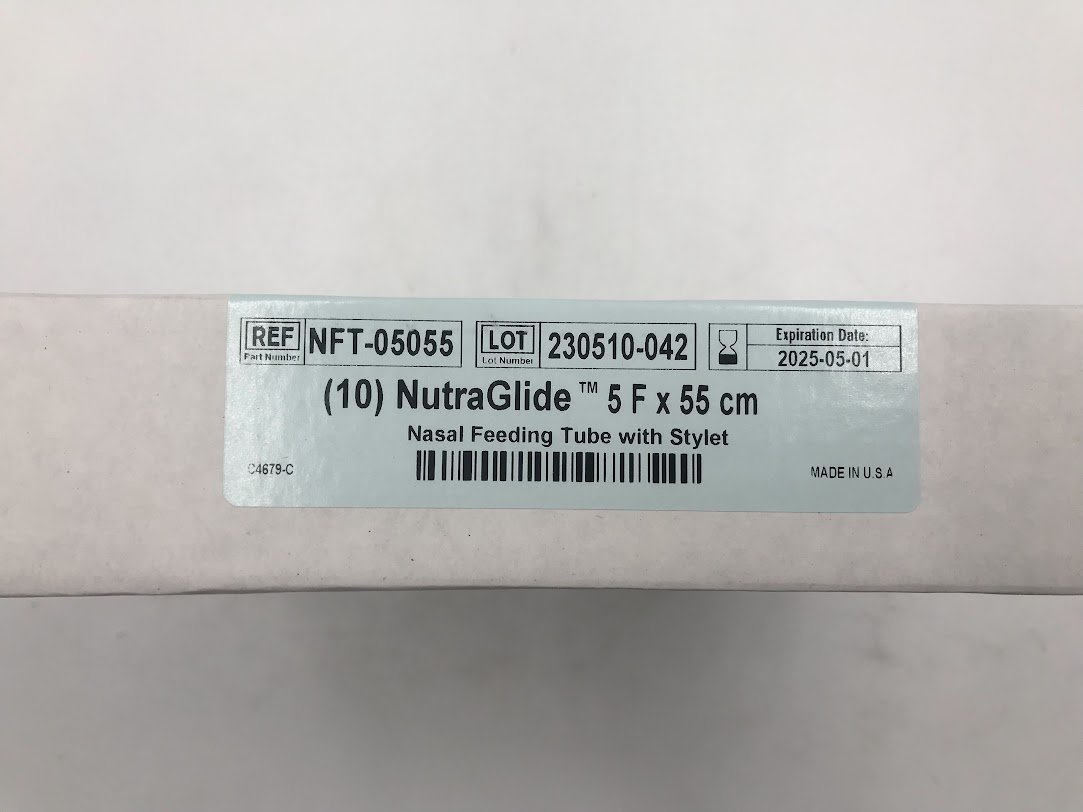 REF NFT-05055 LOT 230510-042 Expiration Date:
Part Number Lot Number 2025-05-01
(10) NutraGlide™ 5 F x 55 cm
Nasal Feeding Tube with Stylet
C4679-C MADE IN U.S.A